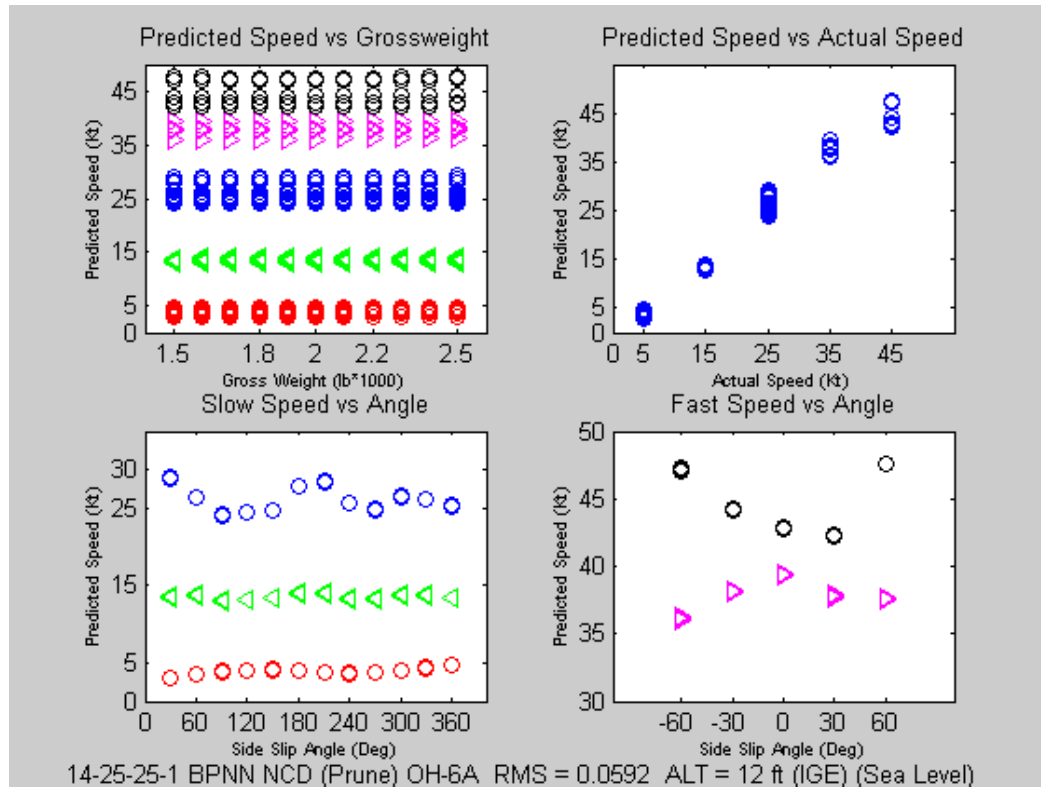 Predicted Speed vs Grossweight
Predicted Speed (Kt)
45
35
25
15
5
0
1.5 1.8 2 2.2 2.5
Gross Weight (lb*1000)
Predicted Speed vs Actual Speed
Predicted Speed (Kt)
45
35
25
15
5
0
0 5 15 25 35 45
Actual Speed (Kt)
Slow Speed vs Angle
Predicted Speed (Kt)
30
25
15
5
0
0 60 120 180 240 300 360
Side Slip Angle (Deg)
Fast Speed vs Angle
Predicted Speed (Kt)
50
45
40
35
30
-60 -30 0 30 60
Side Slip Angle (Deg)
14-25-25-1 BPNN NCD (Prune) OH-6A RMS = 0.0592 ALT = 12 ft (IGE) (Sea Level)